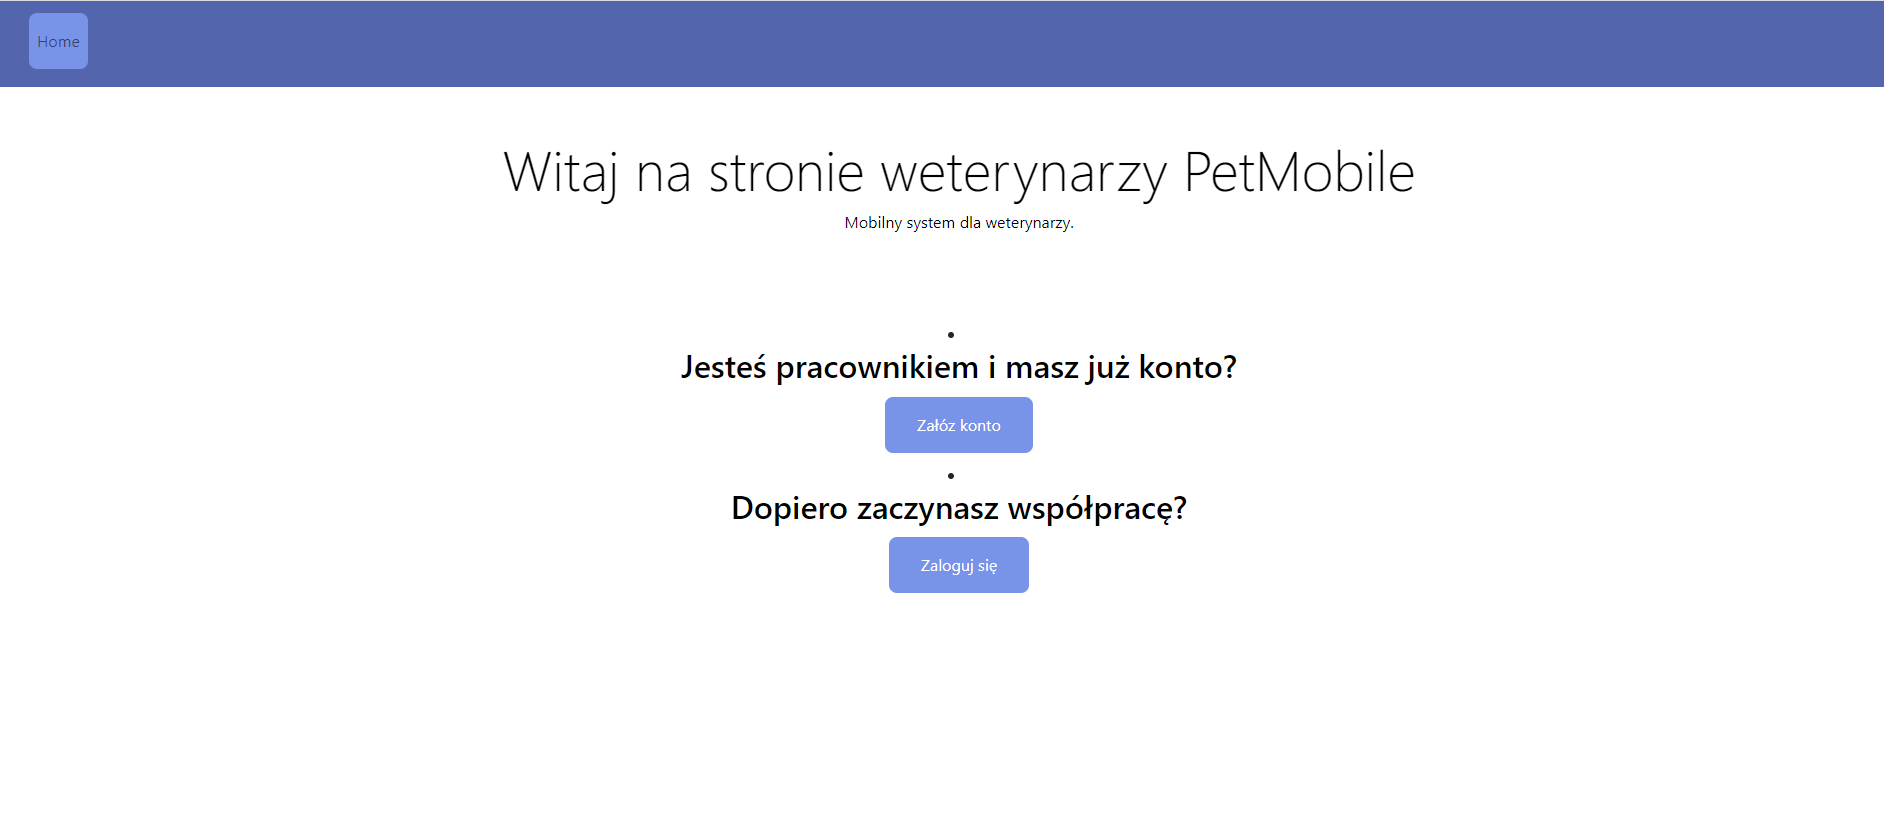 Home
Witaj na stronie weterynarzy PetMobile
Mobilny system dla weterynarzy.
Jesteś pracownikiem i masz już konto?
Załóz konto
Dopiero zaczynasz współpracę?
Zaloguj się